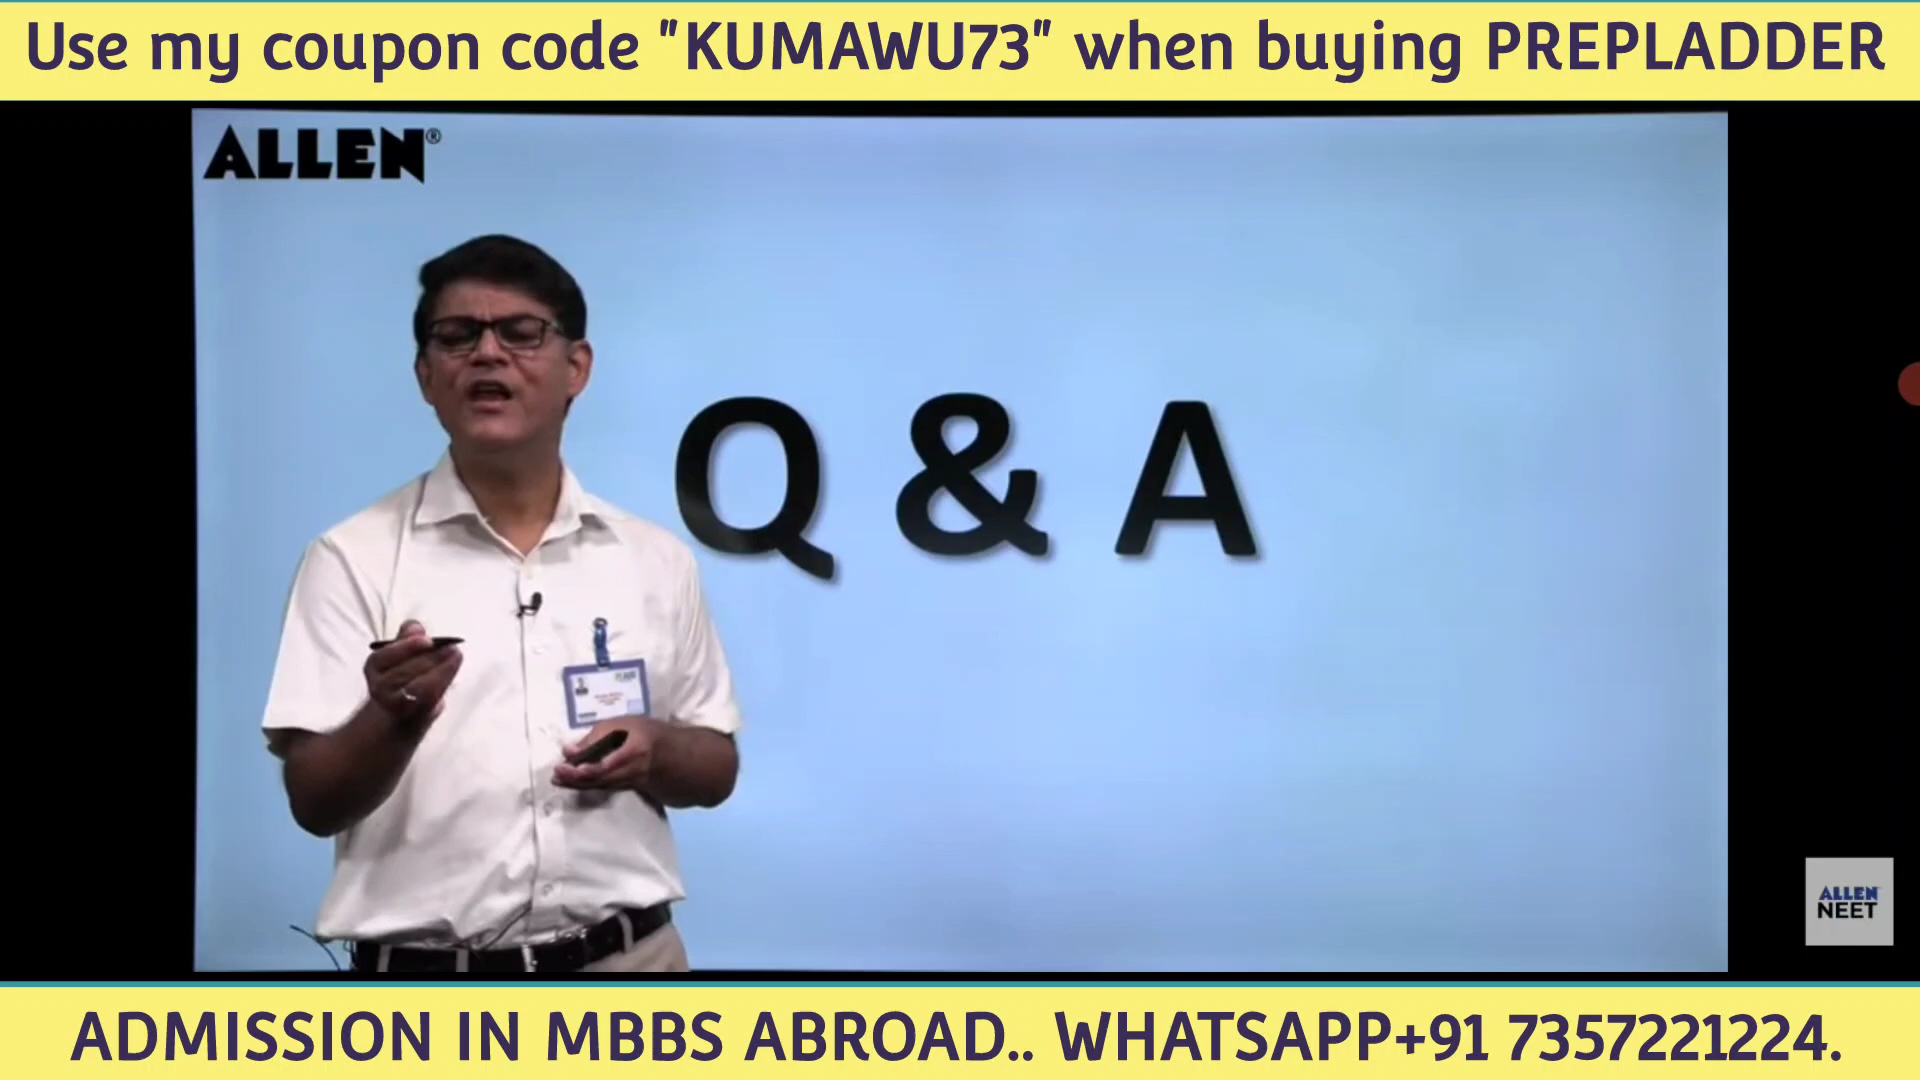 Use my coupon code "KUMAWU73" when buying PREPLADDER
ALLEN®
Q & A
ALLEN
NEET
ADMISSION IN MBBS ABROAD.. WHATSAPP+91 7357221224.